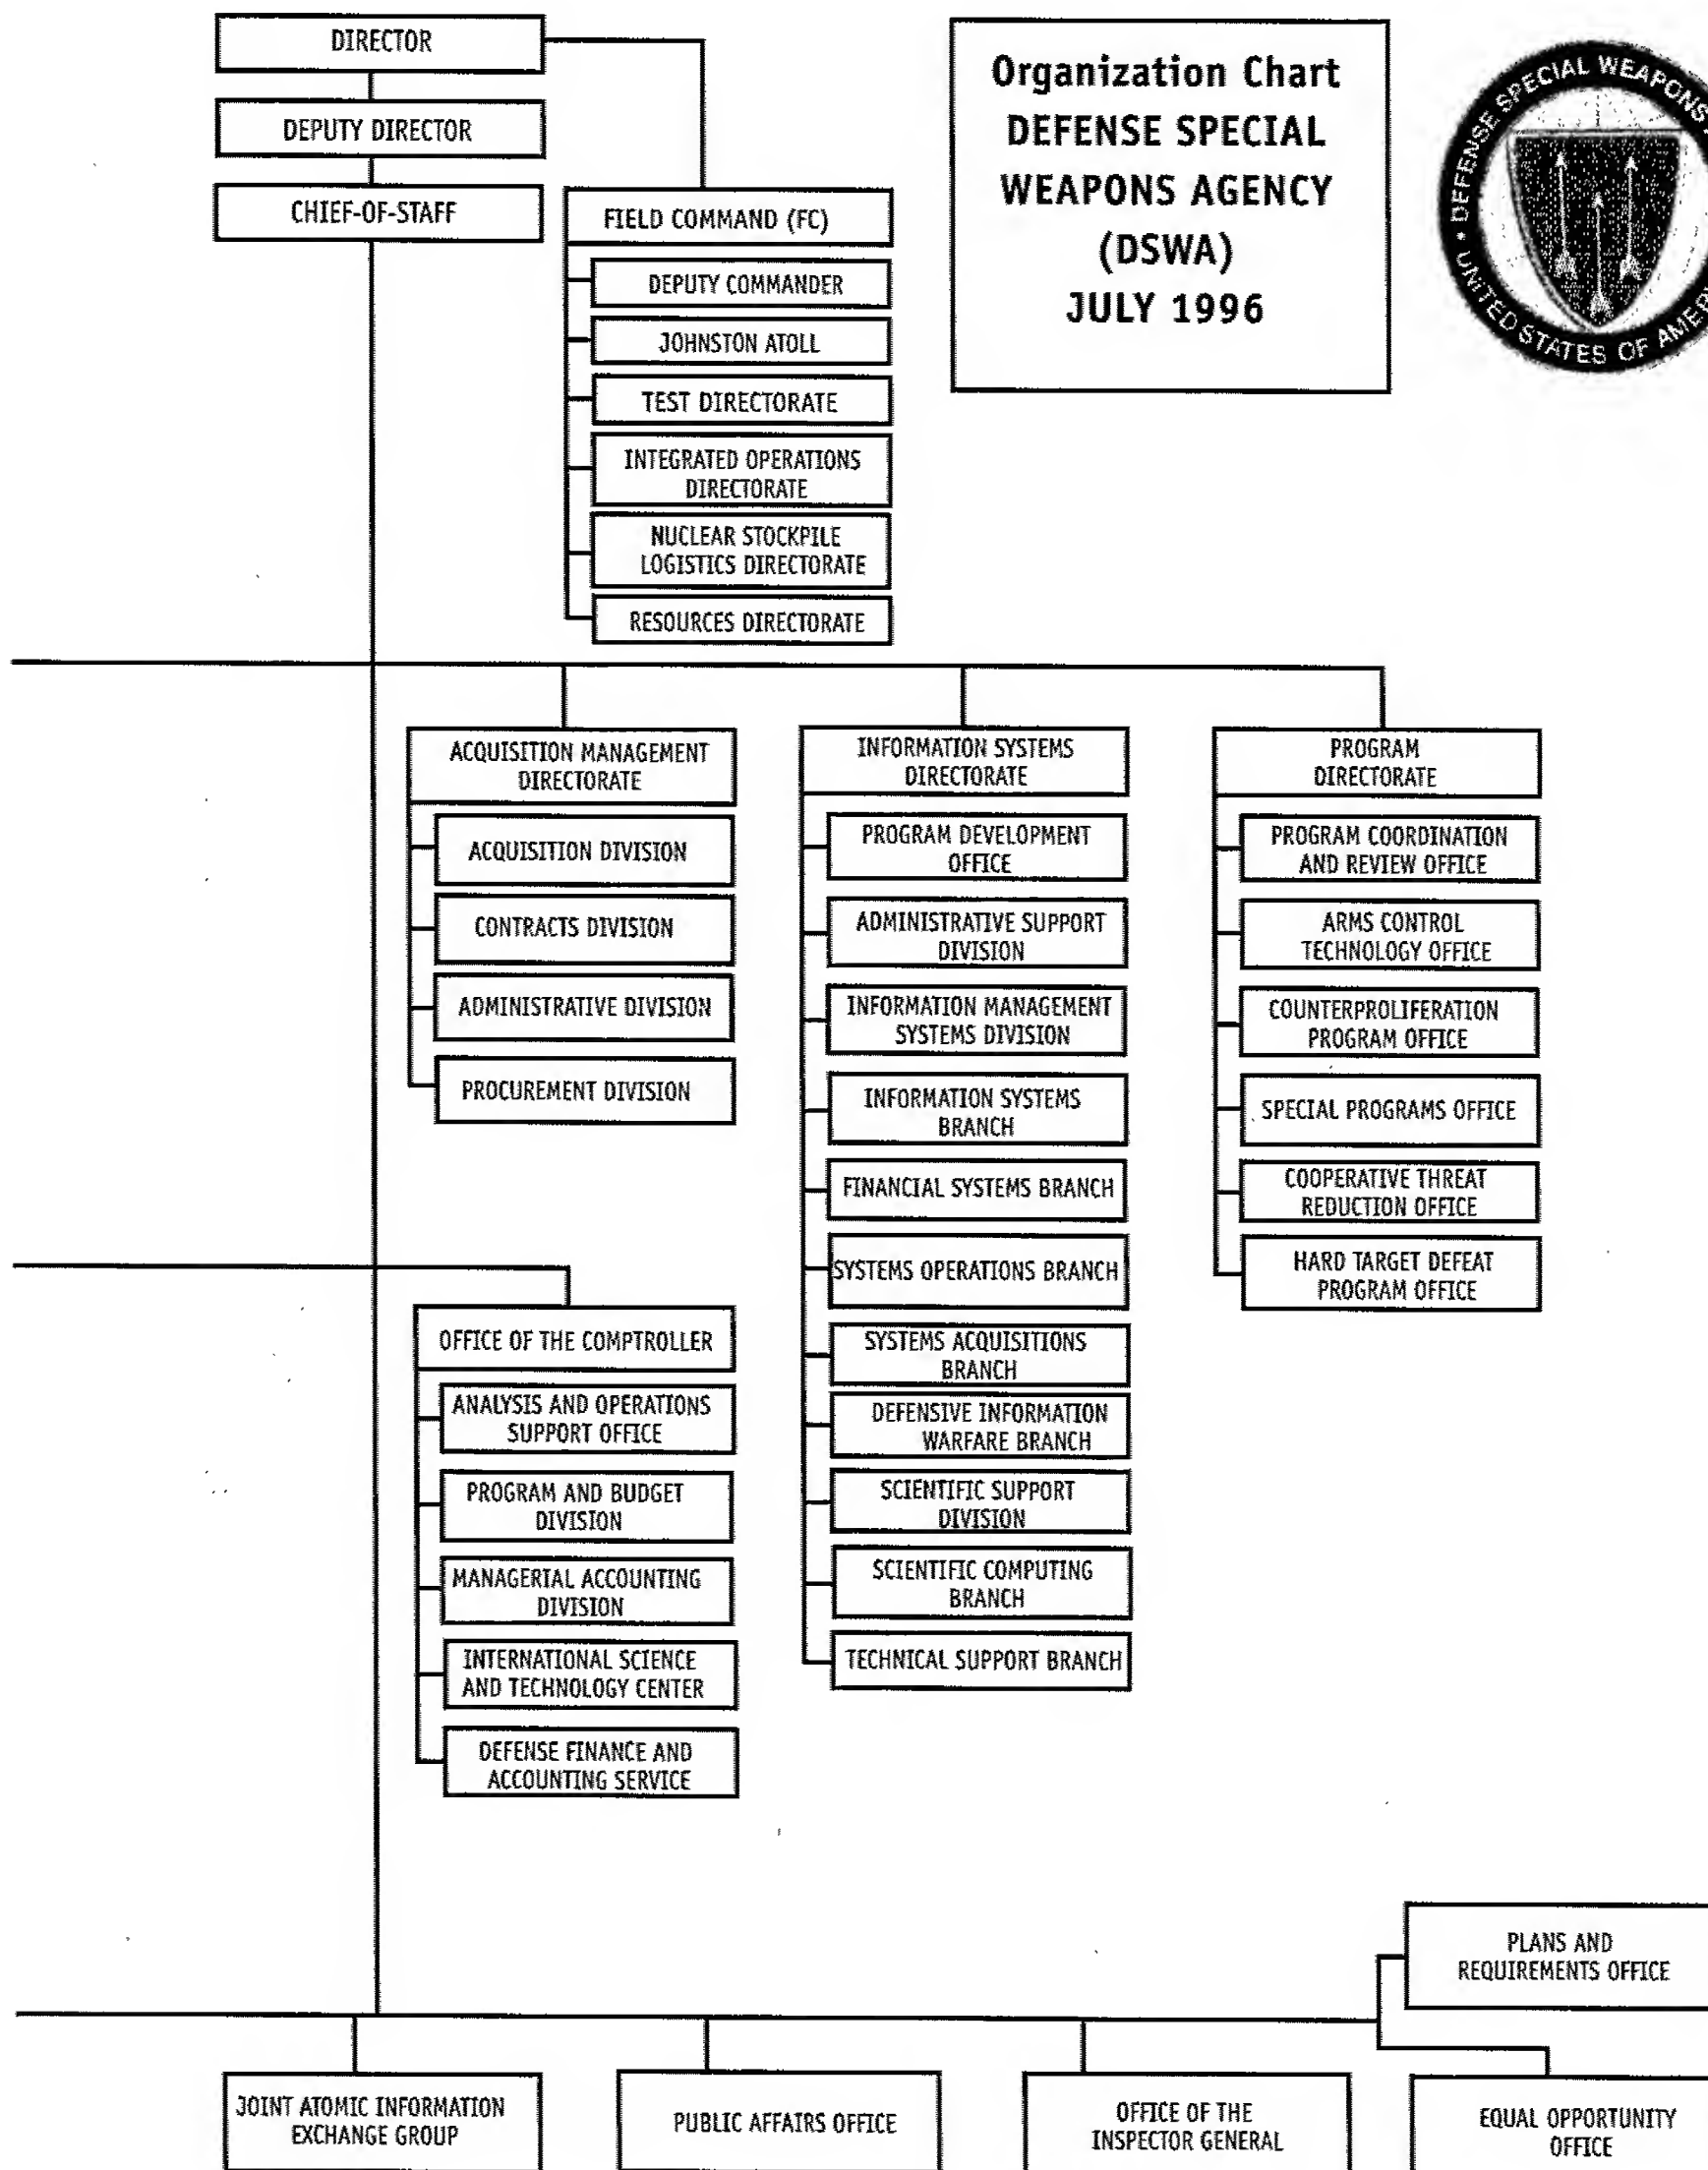 DIRECTOR
DEPUTY DIRECTOR
CHIEF-OF-STAFF
FIELD COMMAND (FC)
DEPUTY COMMANDER
JOHNSTON ATOLL
TEST DIRECTORATE
INTEGRATED OPERATIONS
DIRECTORATE
NUCLEAR STOCKPILE
LOGISTICS DIRECTORATE
RESOURCES DIRECTORATE
Organization Chart
DEFENSE SPECIAL
WEAPONS AGENCY
(DSWA)
JULY 1996
DEFENSE SPECIAL WEAPONS
• UNITED STATES OF AMER
ACQUISITION MANAGEMENT
DIRECTORATE
ACQUISITION DIVISION
CONTRACTS DIVISION
ADMINISTRATIVE DIVISION
PROCUREMENT DIVISION
INFORMATION SYSTEMS
DIRECTORATE
PROGRAM DEVELOPMENT
OFFICE
ADMINISTRATIVE SUPPORT
DIVISION
INFORMATION MANAGEMENT
SYSTEMS DIVISION
INFORMATION SYSTEMS
BRANCH
FINANCIAL SYSTEMS BRANCH
SYSTEMS OPERATIONS BRANCH
SYSTEMS ACQUISITIONS
BRANCH
DEFENSIVE INFORMATION
WARFARE BRANCH
SCIENTIFIC SUPPORT
DIVISION
SCIENTIFIC COMPUTING
BRANCH
TECHNICAL SUPPORT BRANCH
PROGRAM
DIRECTORATE
PROGRAM COORDINATION
AND REVIEW OFFICE
ARMS CONTROL
TECHNOLOGY OFFICE
COUNTERPROLIFERATION
PROGRAM OFFICE
SPECIAL PROGRAMS OFFICE
COOPERATIVE THREAT
REDUCTION OFFICE
HARD TARGET DEFEAT
PROGRAM OFFICE
OFFICE OF THE COMPTROLLER
ANALYSIS AND OPERATIONS
SUPPORT OFFICE
PROGRAM AND BUDGET
DIVISION
MANAGERIAL ACCOUNTING
DIVISION
INTERNATIONAL SCIENCE
AND TECHNOLOGY CENTER
DEFENSE FINANCE AND
ACCOUNTING SERVICE
PLANS AND
REQUIREMENTS OFFICE
JOINT ATOMIC INFORMATION
EXCHANGE GROUP
PUBLIC AFFAIRS OFFICE
OFFICE OF THE
INSPECTOR GENERAL
EQUAL OPPORTUNITY
OFFICE